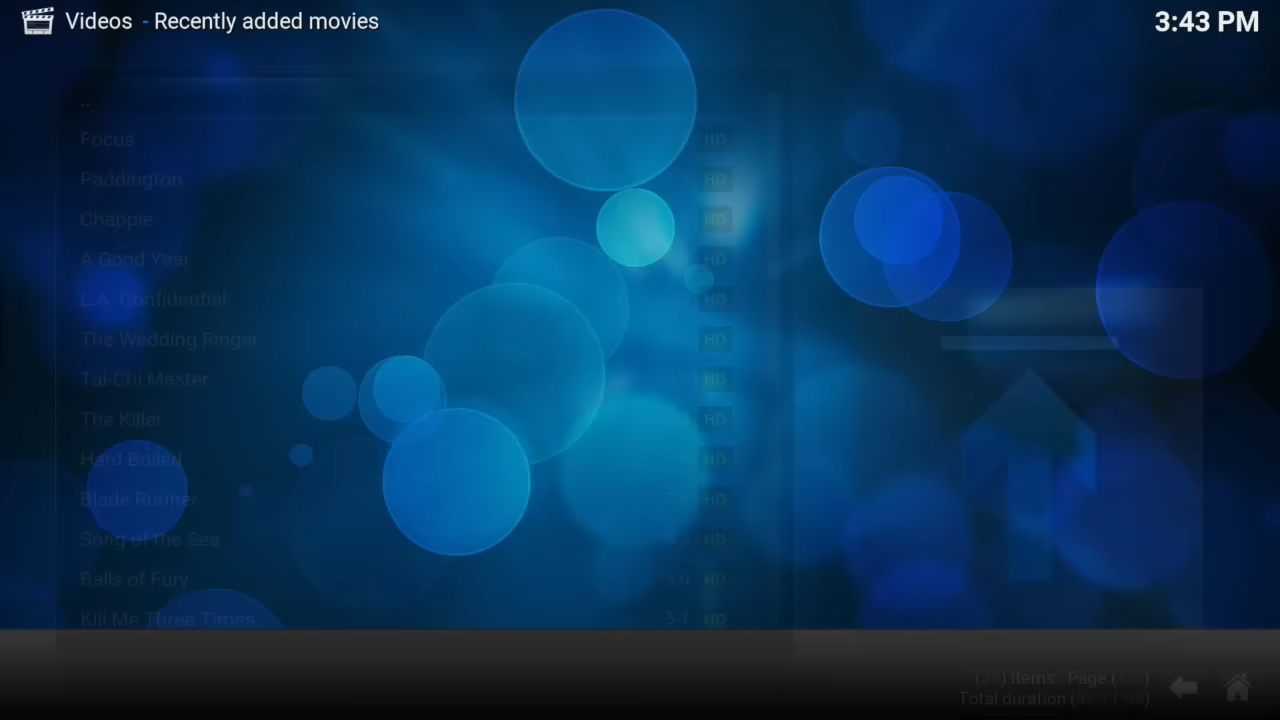 Videos - Recently added movies
3:43 PM
..
Focus HD
Paddington HD
Chappie HD
A Good Year HD
L.A. Confidential HD
The Wedding Ringer HD
Tai Chi Master HD
The Killer HD
Hard Boiled HD
Blade Runner HD
Song of the Sea HD
Balls of Fury HD
Kill Me Three Times 5.1 HD
Items Page
Total duration